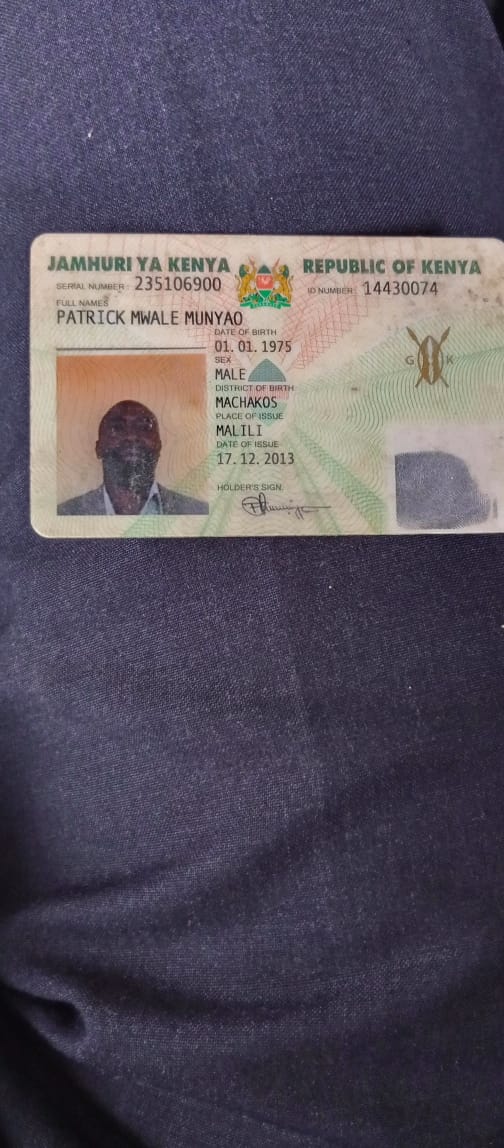 JAMHURI YA KENYA REPUBLIC OF KENYA
SERIAL NUMBER: 235106900 ID NUMBER: 14430074
FULL NAMES
PATRICK MWALE MUNYAO
DATE OF BIRTH
01. 01. 1975
SEX
MALE
DISTRICT OF BIRTH
MACHAKOS
PLACE OF ISSUE
MALILI
DATE OF ISSUE
17. 12. 2013
HOLDER'S SIGN.
G K